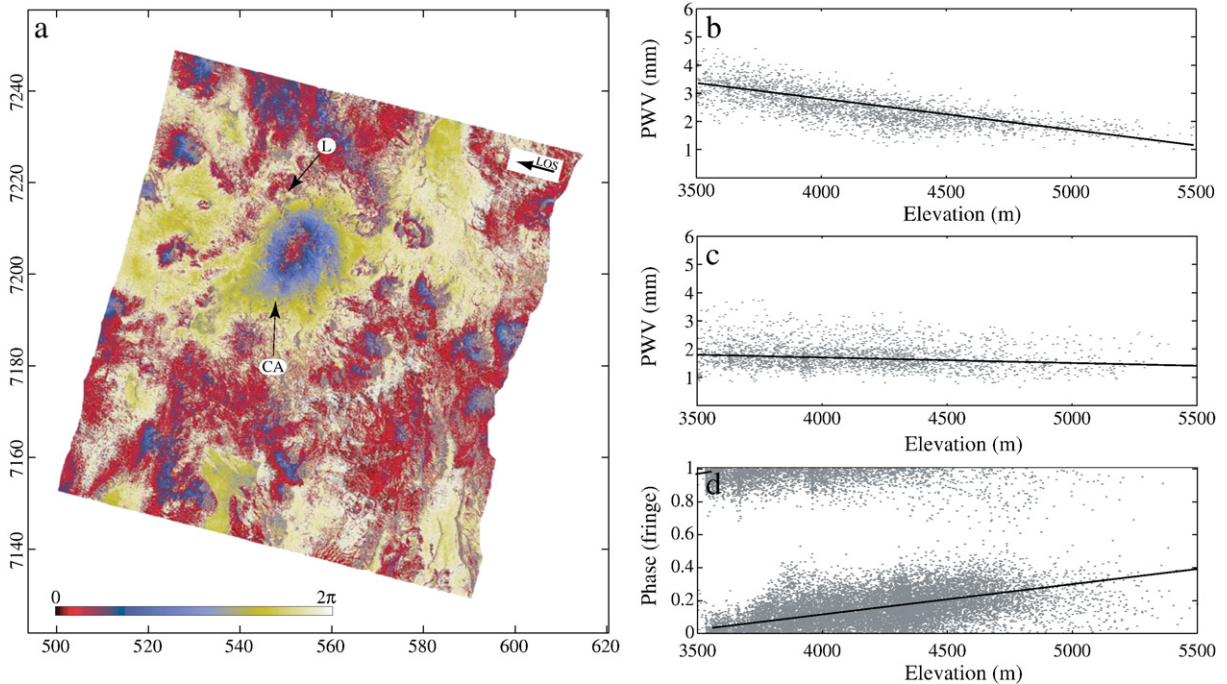 a
7240
7220
7200
7180
7160
7140
L
LOS
CA
0 2π
500 520 540 560 580 600 620
b
PWV (mm)
6
5
4
3
2
1
3500 4000 4500 5000 5500
Elevation (m)
c
PWV (mm)
6
5
4
3
2
1
3500 4000 4500 5000 5500
Elevation (m)
d
Phase (fringe)
1
0.8
0.6
0.4
0.2
0
3500 4000 4500 5000 5500
Elevation (m)